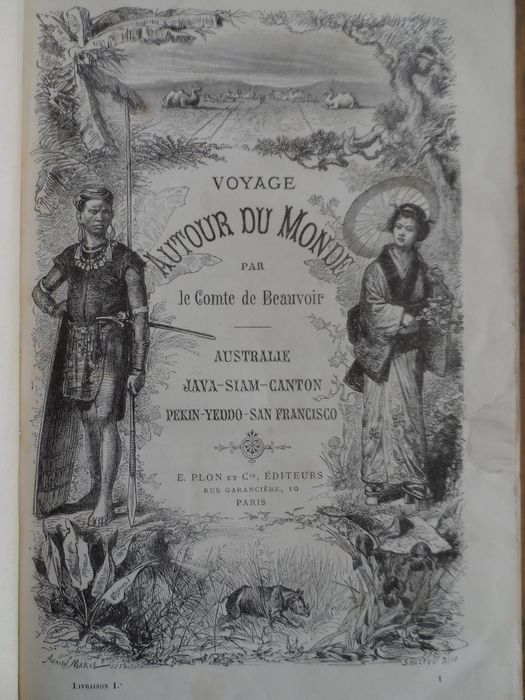 VOYAGE
AUTOUR DU MONDE
PAR
le Comte de Beauvoir
AUSTRALIE
JAVA-SIAM-CANTON
PEKIN-YEDDO-SAN FRANCISCO
E. PLON ET Cie, ÉDITEURS
RUE GARANCIÈRE, 10
PARIS
MARIE
LIVRAISON 1.
1